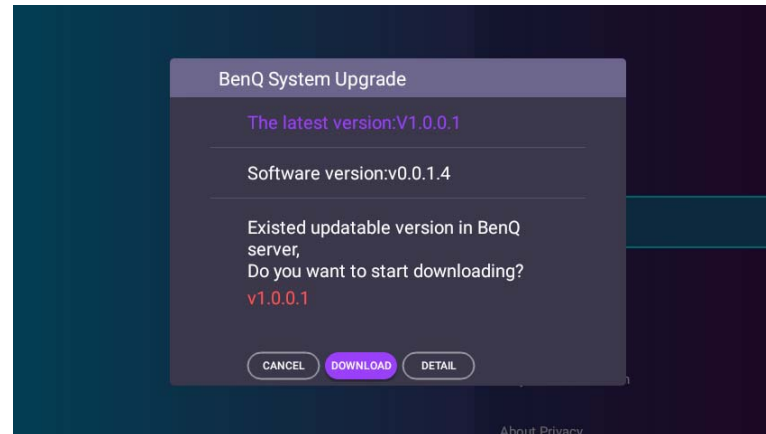 BenQ System Upgrade
The latest version:V1.0.0.1
Software version:v0.0.1.4
Existed updatable version in BenQ
server,
Do you want to start downloading?
v1.0.0.1
CANCEL DOWNLOAD DETAIL
About Privacy